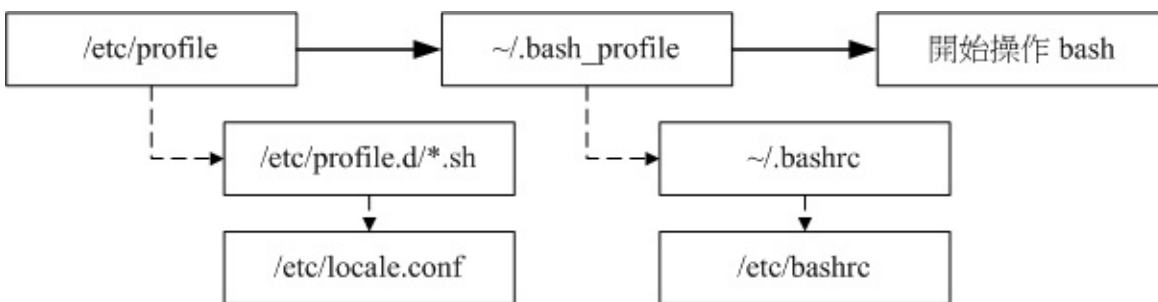 /etc/profile
~/.bash_profile
開始操作 bash
/etc/profile.d/*.sh
~/.bashrc
/etc/locale.conf
/etc/bashrc